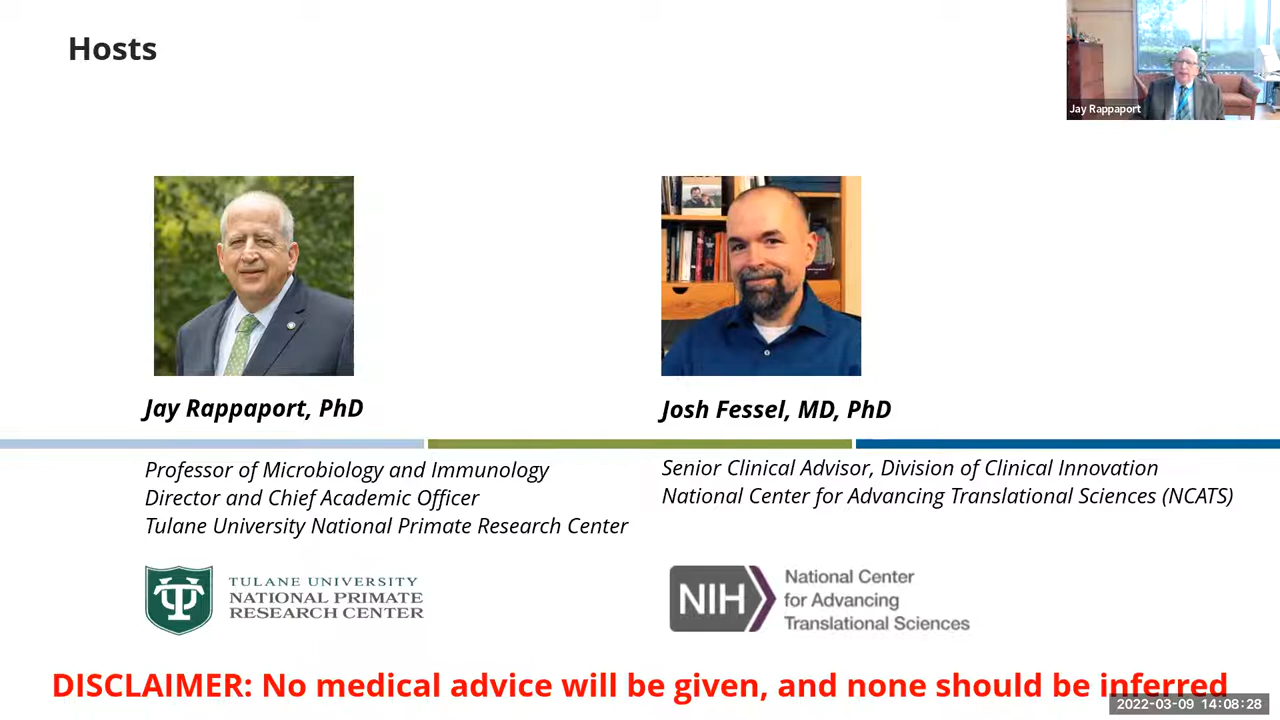 Hosts
Jay Rappaport
Jay Rappaport, PhD
Professor of Microbiology and Immunology
Director and Chief Academic Officer
Tulane University National Primate Research Center
TULANE UNIVERSITY
NATIONAL PRIMATE
RESEARCH CENTER
Josh Fessel, MD, PhD
Senior Clinical Advisor, Division of Clinical Innovation
National Center for Advancing Translational Sciences (NCATS)
NIH
National Center
for Advancing
Translational Sciences
DISCLAIMER: No medical advice will be given, and none should be inferred
2022-03-09 14:08:28